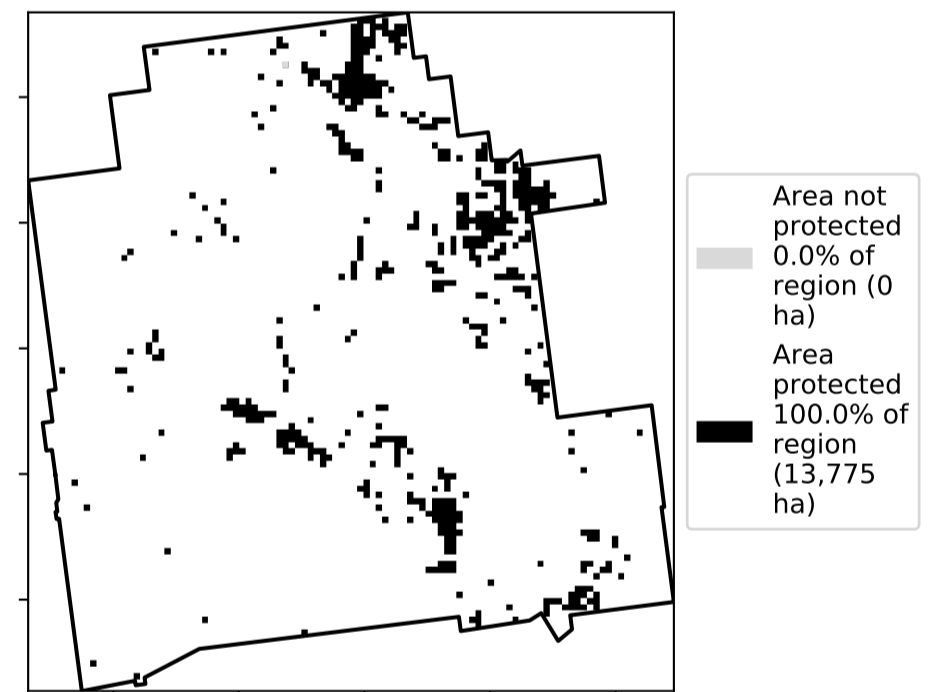 Area not
protected
0.0% of
region (0
ha)
Area
protected
100.0% of
region
(13,775
ha)